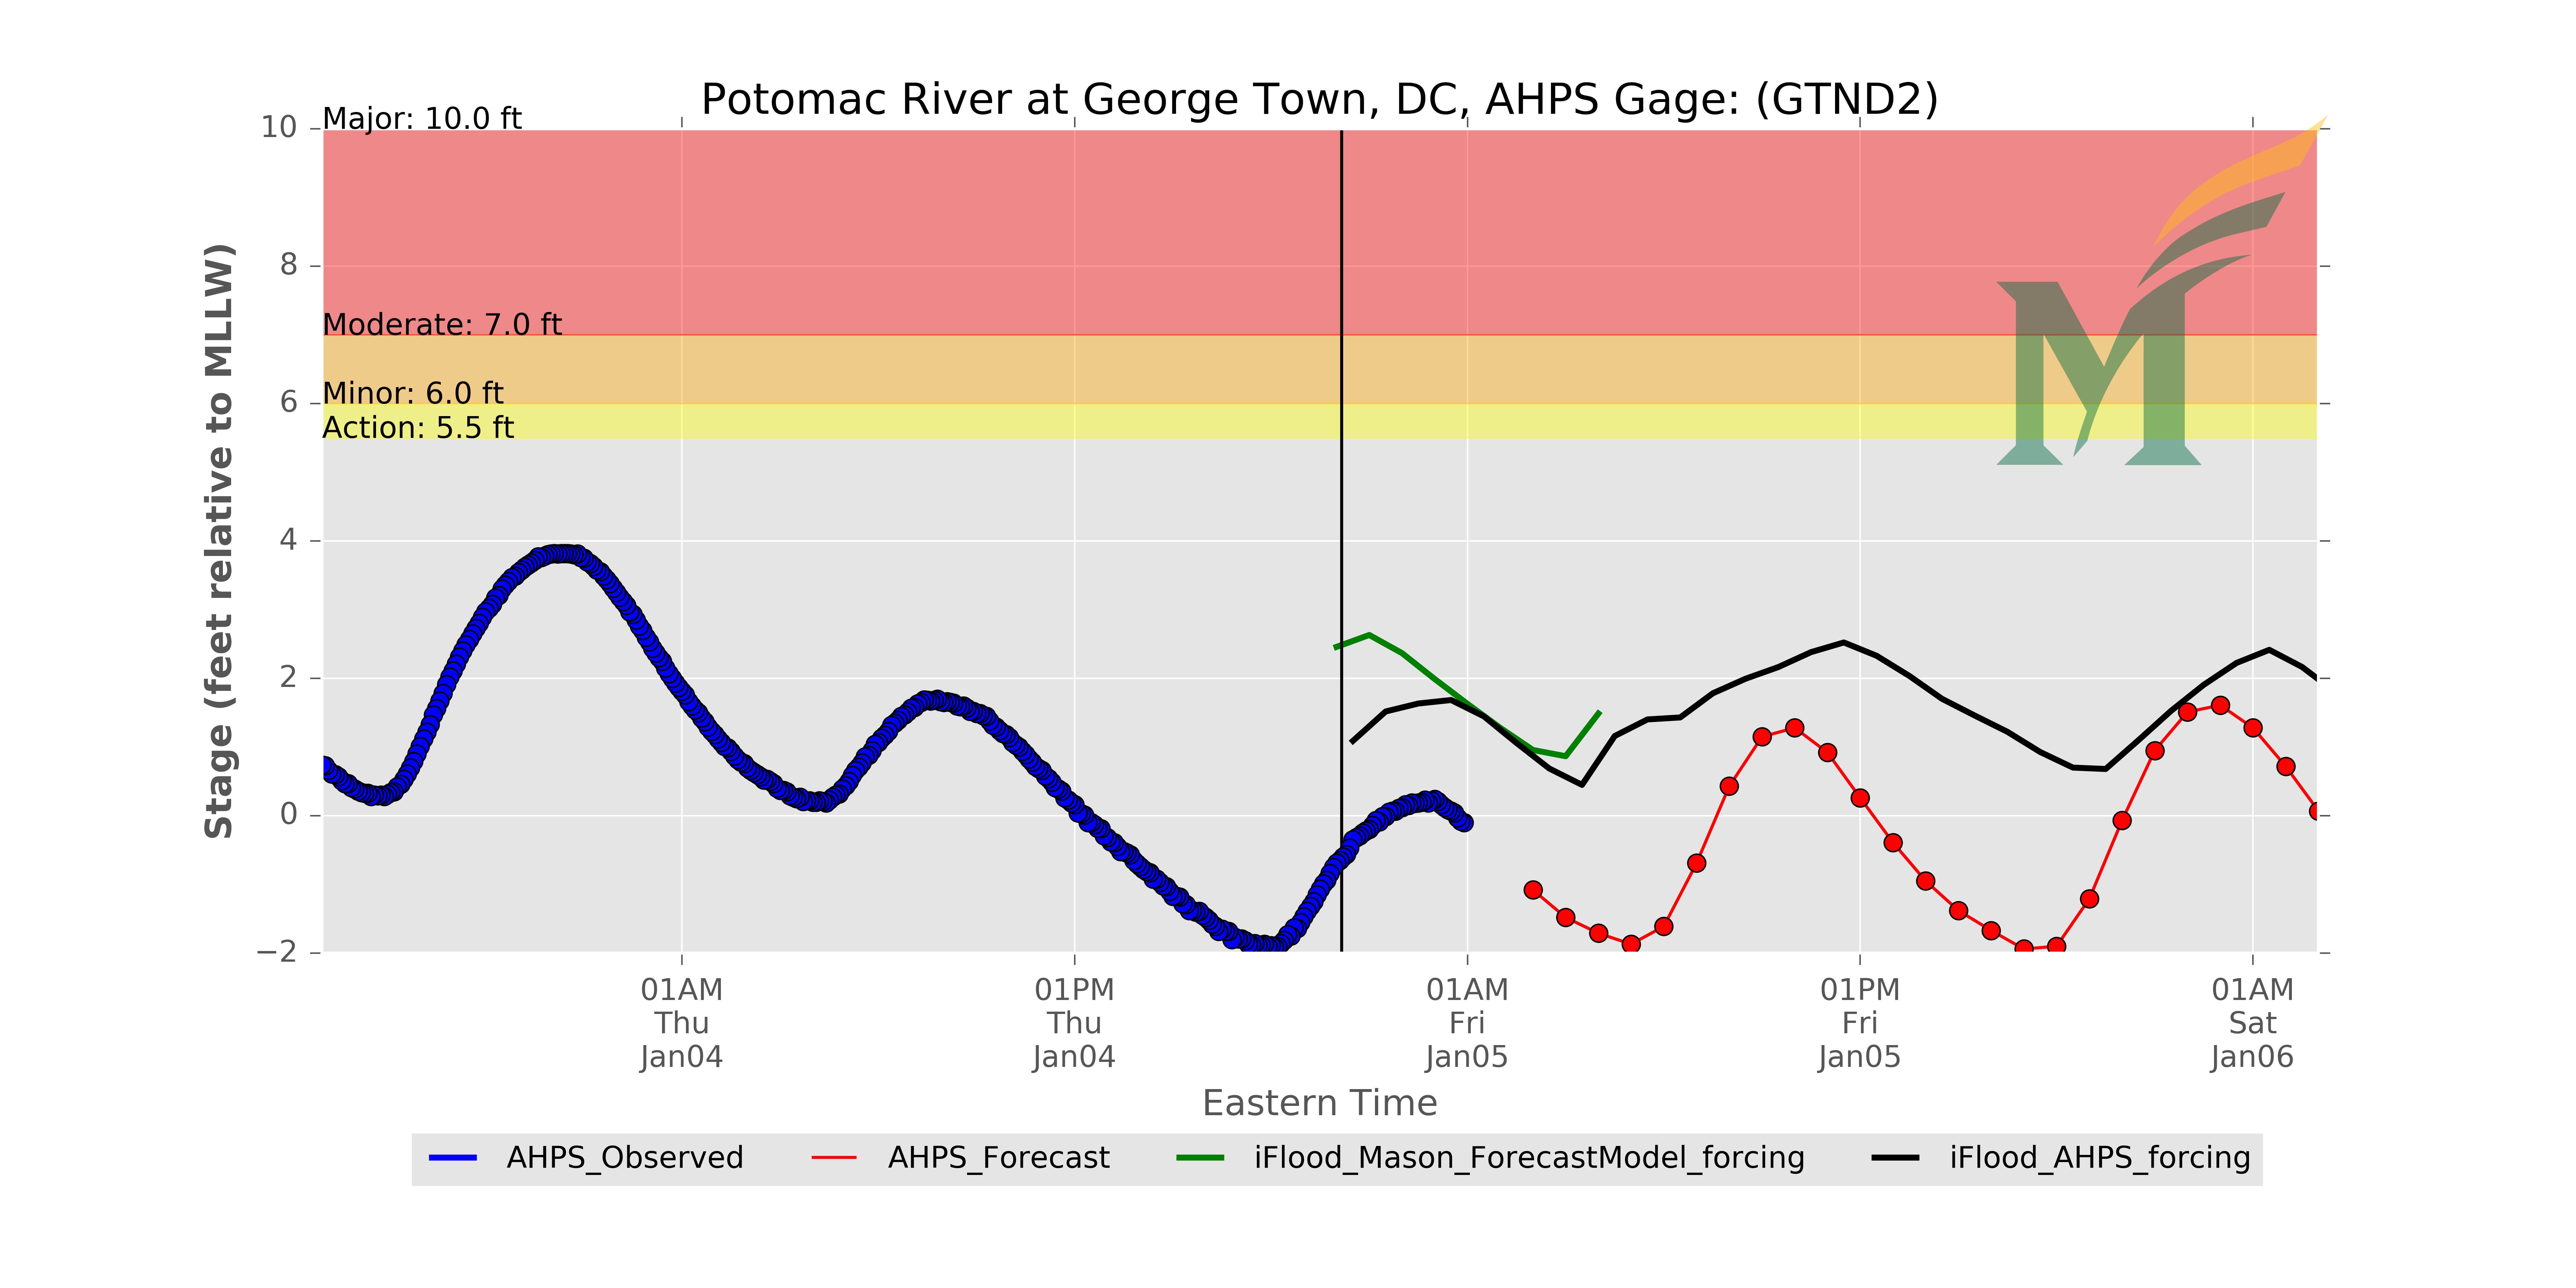 Potomac River at George Town, DC, AHPS Gage: (GTND2)
Major: 10.0 ft
Moderate: 7.0 ft
Minor: 6.0 ft
Action: 5.5 ft
Stage (feet relative to MLLW)
10
8
6
4
2
0
−2
01AM
Thu
Jan04
01PM
Thu
Jan04
01AM
Fri
Jan05
01PM
Fri
Jan05
01AM
Sat
Jan06
Eastern Time
AHPS_Observed
AHPS_Forecast
iFlood_Mason_ForecastModel_forcing
iFlood_AHPS_forcing
M